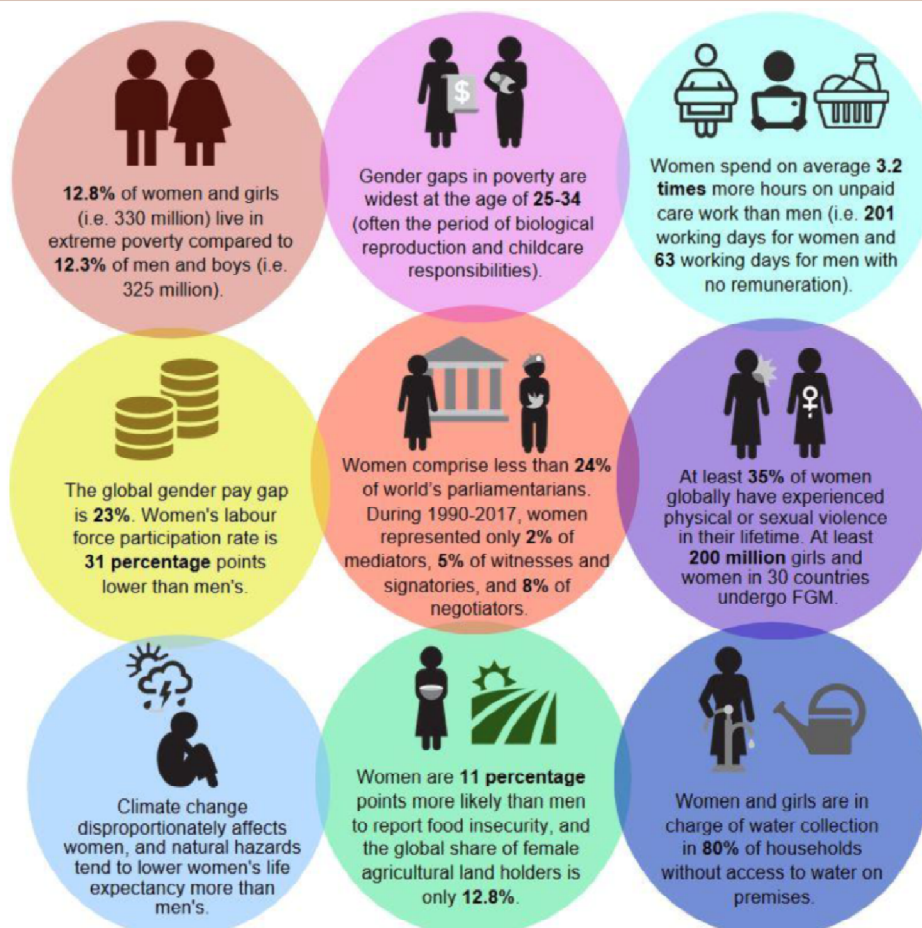 12.8% of women and girls
(i.e. 330 million) live in
extreme poverty compared to
12.3% of men and boys (i.e.
325 million).
$
Gender gaps in poverty are
widest at the age of 25-34
(often the period of biological
reproduction and childcare
responsibilities).
Women spend on average 3.2
times more hours on unpaid
care work than men (i.e. 201
working days for women and
63 working days for men with
no remuneration).
The global gender pay gap
is 23%. Women's labour
force participation rate is
31 percentage points
lower than men's.
Women comprise less than 24%
of world's parliamentarians.
During 1990-2017, women
represented only 2% of
mediators, 5% of witnesses and
signatories, and 8% of
negotiators.
At least 35% of women
globally have experienced
physical or sexual violence
in their lifetime. At least
200 million girls and
women in 30 countries
undergo FGM.
Climate change
disproportionately affects
women, and natural hazards
tend to lower women's life
expectancy more than
men's.
Women are 11 percentage
points more likely than men
to report food insecurity, and
the global share of female
agricultural land holders is
only 12.8%.
Women and girls are in
charge of water collection
in 80% of households
without access to water on
premises.